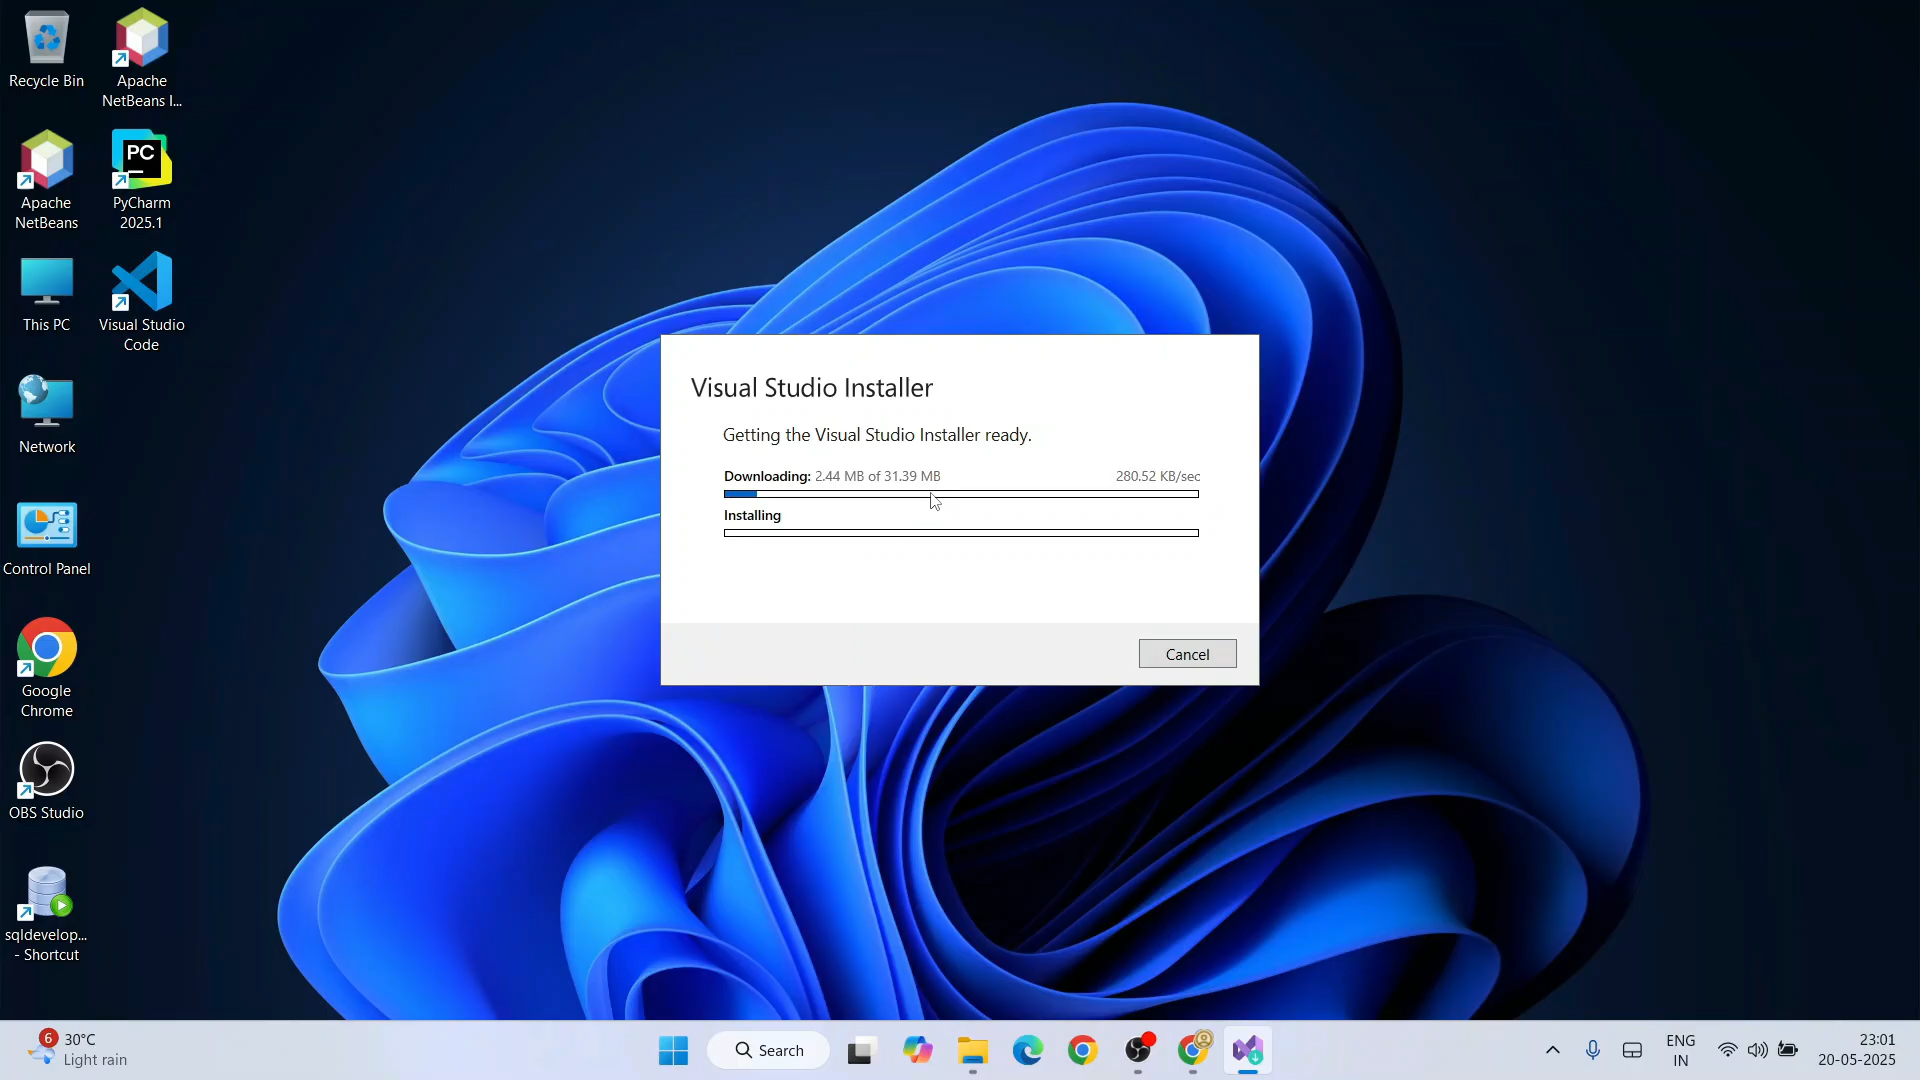 Recycle Bin
Apache
NetBeans I...
Apache
NetBeans
PC
PyCharm
2025.1
This PC
Visual Studio
Code
Network
Control Panel
Google
Chrome
OBS Studio
sqldevelop...
- Shortcut
Visual Studio Installer
Getting the Visual Studio Installer ready.
Downloading: 2.44 MB of 31.39 MB 280.52 KB/sec
Installing
Cancel
6
30°C
Light rain
Search
ENG
IN
23:01
20-05-2025